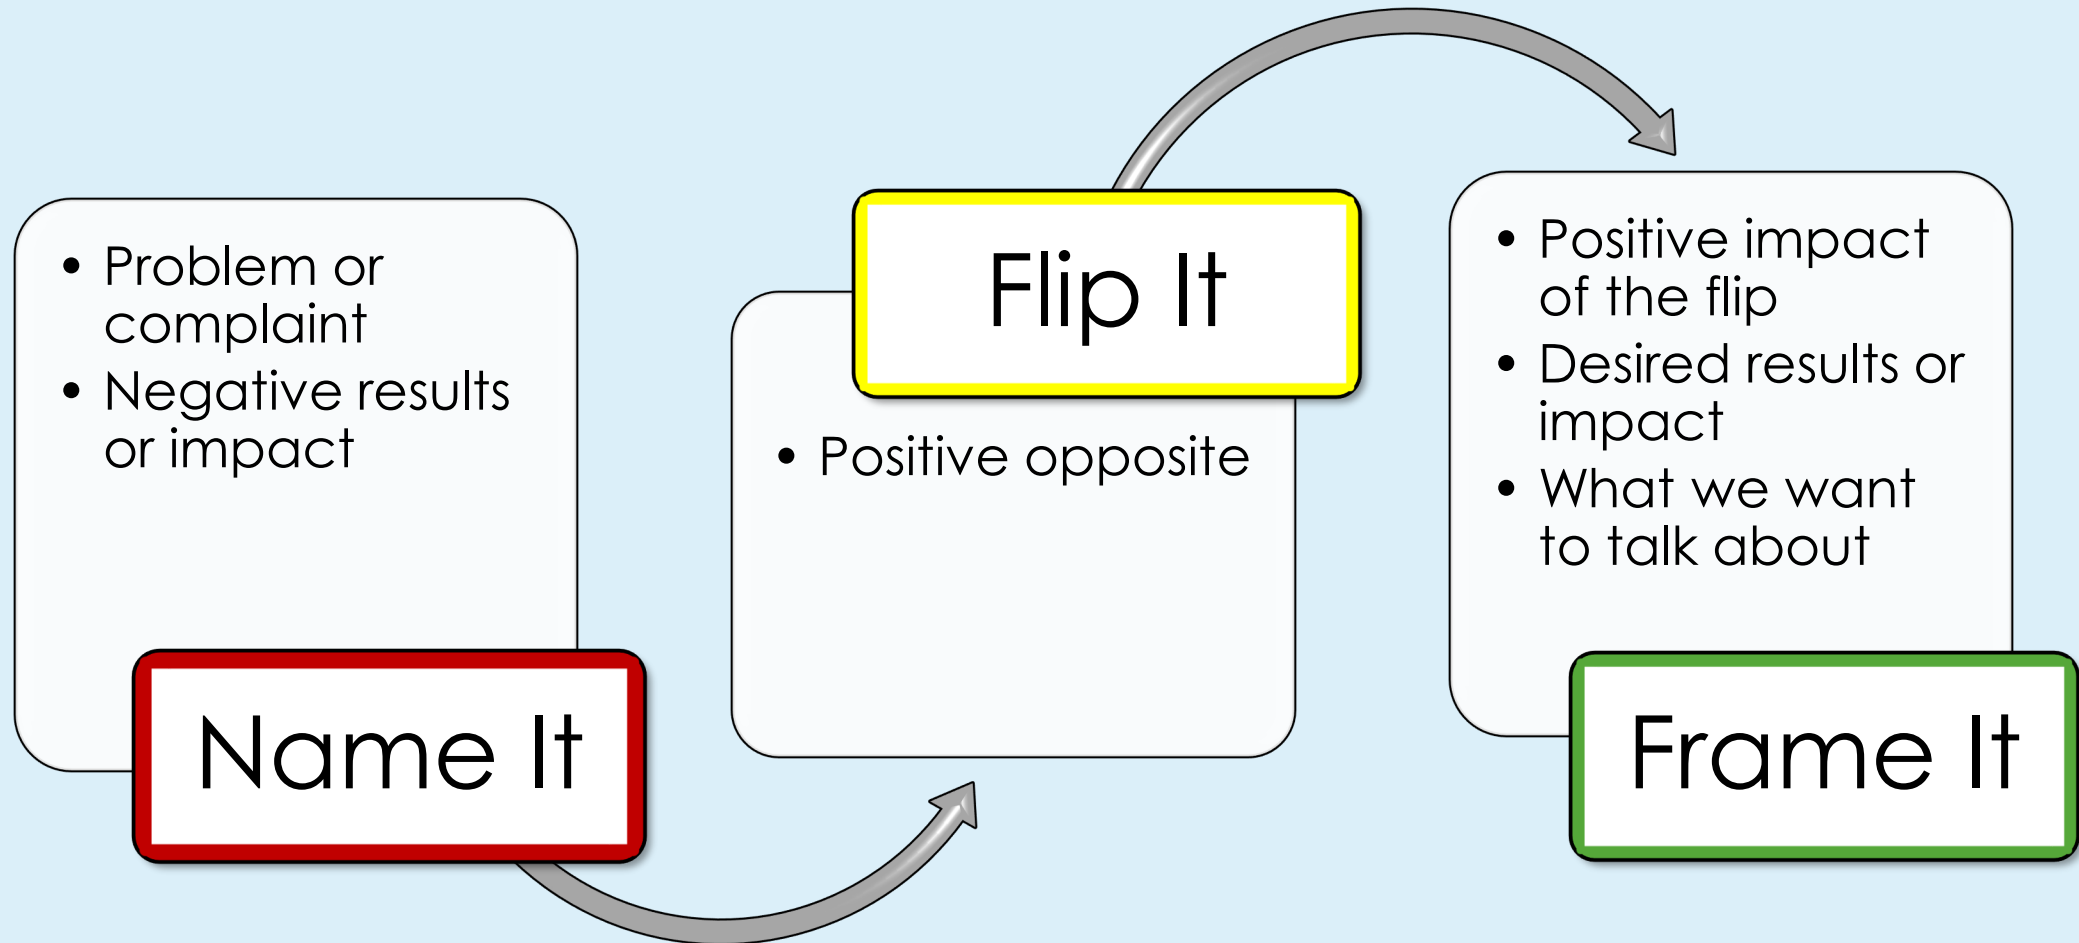 • Problem or
complaint
• Negative results
or impact
Name It
Flip It
• Positive opposite
• Positive impact
of the flip
• Desired results or
impact
• What we want
to talk about
Frame It